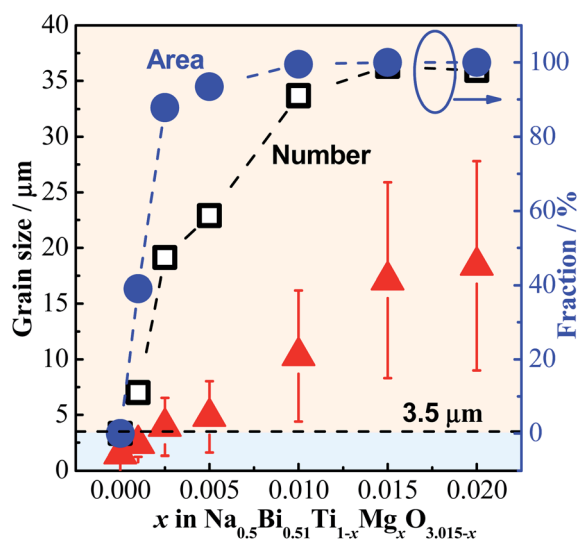 40
35
30
25
20
15
10
5
0
Grain size / μm
Area
Number
3.5 μm
100
80
60
40
20
0
Fraction / %
0.000 0.005 0.010 0.015 0.020
x in Na0.5Bi0.51Ti1-xMgxO3.015-x